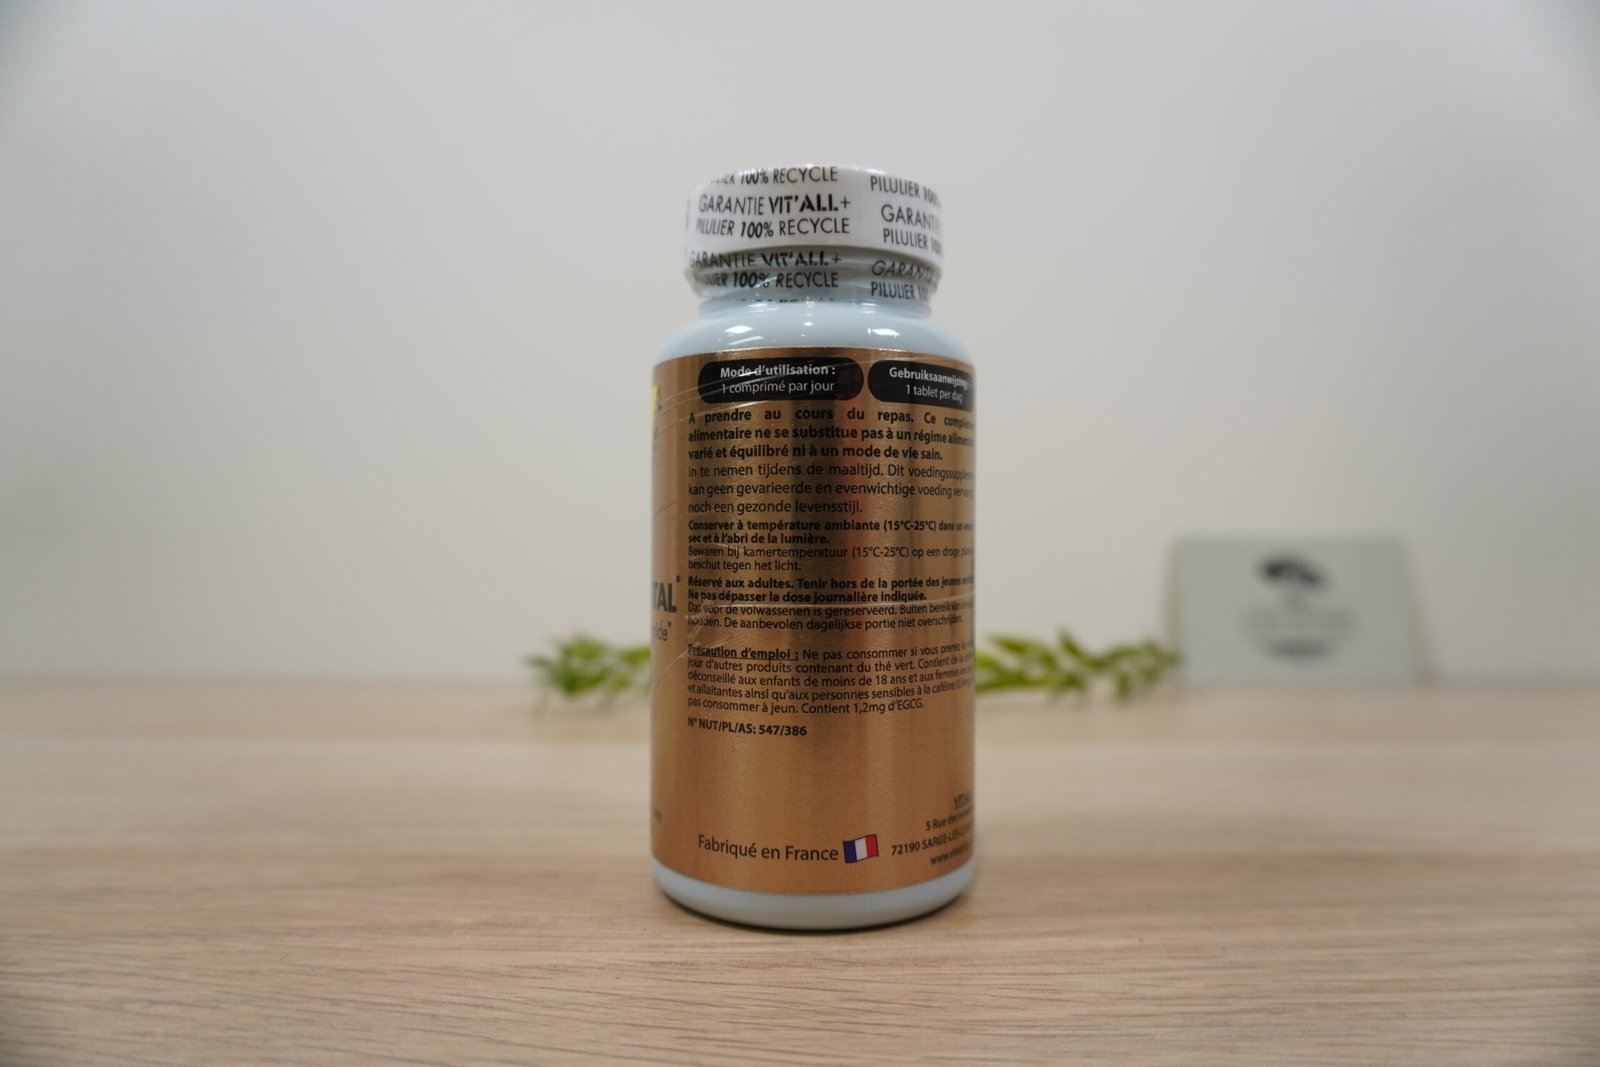 100% RECYCLE
PILULIER 100%
GARANTIE VIT'ALL+
PILULIER 100% RECYCLE
GARANTIE VIT'ALL+
100% RECYCLE
Mode d'utilisation :
1 comprimé par jour
Gebruiksaanwijzing
1 tablet per dag
A prendre au cours du repas. Ce
alimentaire ne se substitue pas à un régime
varié et équilibré ni à un mode de vie sain.
In te nemen tijdens de maaltijd. Dit
kan geen gevarieerde en evenwichtige voeding
noch een gezonde levensstijl.
Conserver à température ambiante (15°C-25°C) dans un
sec et à l'abri de la lumière.
Bewaren bij kamertemperatuur (15°C-25°C) op een droge
beschut tegen het licht.
Réservé aux adultes. Tenir hors de la portée des jeunes
Ne pas dépasser la dose journalière indiquée.
Dat voor de volwassenen is gereserveerd. Buiten bereik van
houden. De aanbevolen dagelijkse portie niet overschrijden.
Précaution d'emploi : Ne pas consommer si vous prenez le
jour d'autres produits contenant du thé vert. Contient de la
déconseillé aux enfants de moins de 18 ans et aux femmes
et allaitantes ainsi qu'aux personnes sensibles à la caféine
pas consommer à jeun. Contient 1,2mg d'EGCG.
N° NUT/PL/AS: 547/386
Fabriqué en France
5 Rue des
72190 SARGE-LES-LE